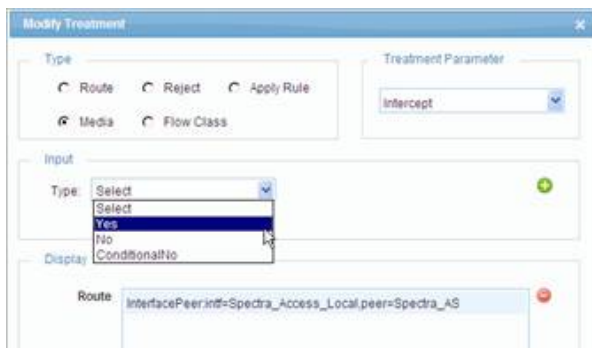 Modify Treatment
Type
Treatment Parameter
Route Reject Apply Rule
Media Flow Class
Intercept
Input
Type: Select
Select
Yes
No
ConditionalNo
Display
Route InterfacePeer:intf=Spectra_Access_Local,peer=Spectra_AS